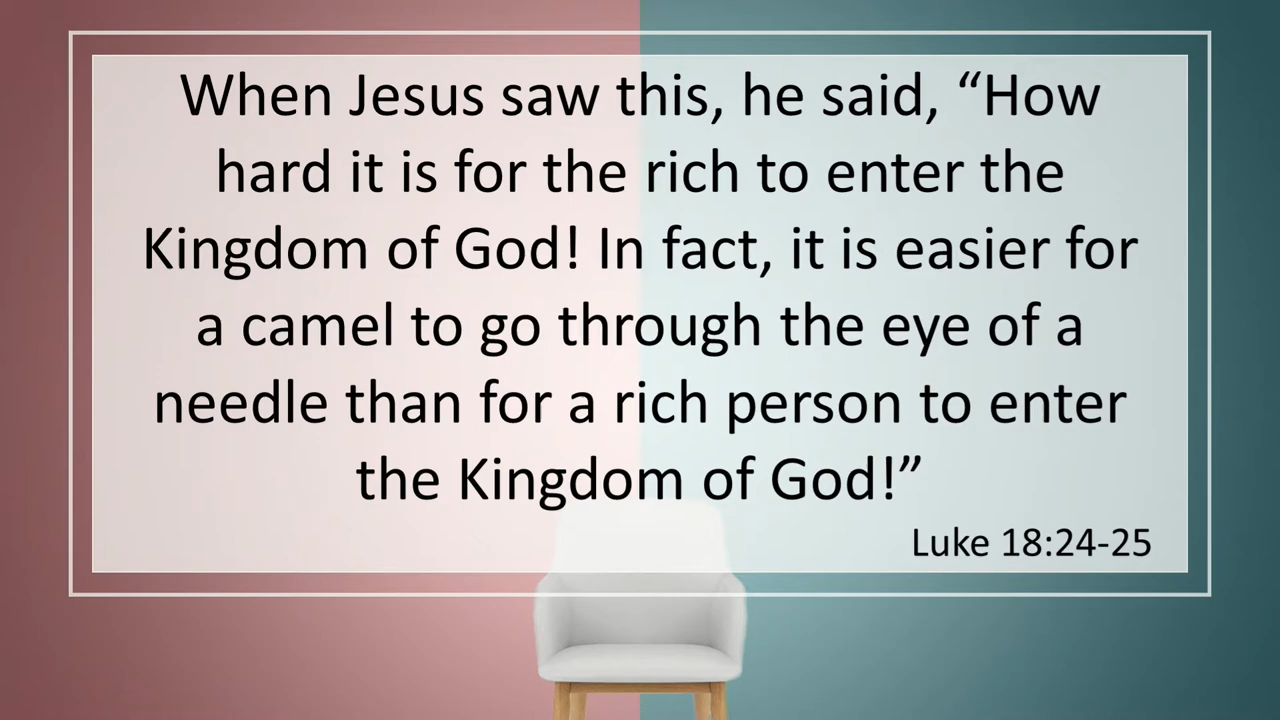 When Jesus saw this, he said, “How
hard it is for the rich to enter the
Kingdom of God! In fact, it is easier for
a camel to go through the eye of a
needle than for a rich person to enter
the Kingdom of God!”
Luke 18:24-25